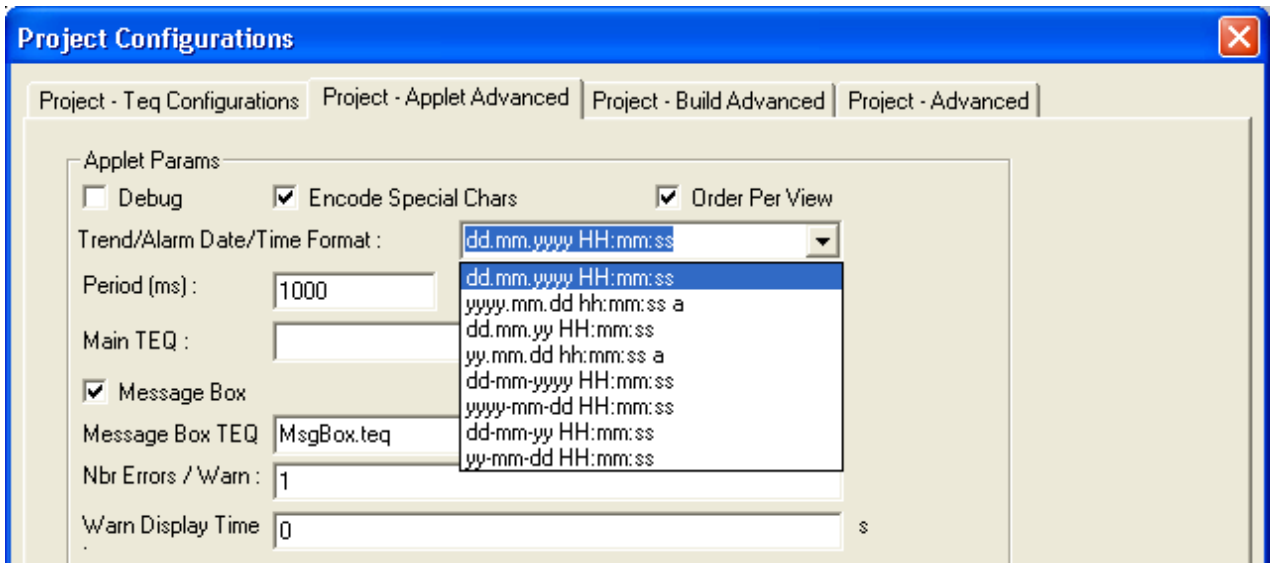 Project Configurations
Project - Teq Configurations Project - Applet Advanced Project - Build Advanced Project - Advanced
Applet Params
Debug Encode Special Chars Order Per View
Trend/Alarm Date/Time Format : dd.mm.yyyy HH:mm:ss
dd.mm.yyyy HH:mm:ss
Period (ms) : 1000
yyyy.mm.dd hh:mm:ss a
dd.mm.yy HH:mm:ss
Main TEQ :
yy.mm.dd hh:mm:ss a
dd-mm-yyyy HH:mm:ss
Message Box
yyyy-mm-dd HH:mm:ss
Message Box TEQ MsgBox.teq
dd-mm-yy HH:mm:ss
yy-mm-dd HH:mm:ss
Nbr Errors / Warn : 1
Warn Display Time 0 s